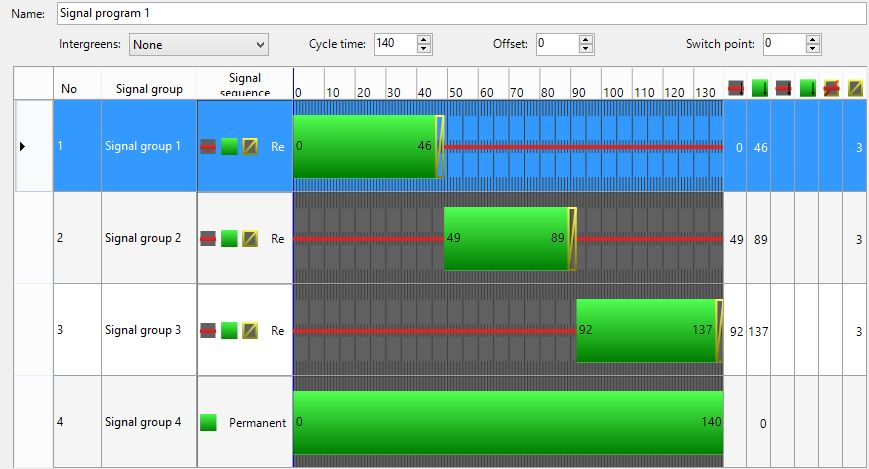 Name: Signal program 1
Intergreens: None Cycle time: 140 Offset: 0 Switch point: 0
No Signal group Signal sequence 0 10 20 30 40 50 60 70 80 90 100 110 120 130
1 Signal group 1 Re 0 46 0 46 3
2 Signal group 2 Re 49 89 49 89 3
3 Signal group 3 Re 92 137 92 137 3
4 Signal group 4 Permanent 0 140 0